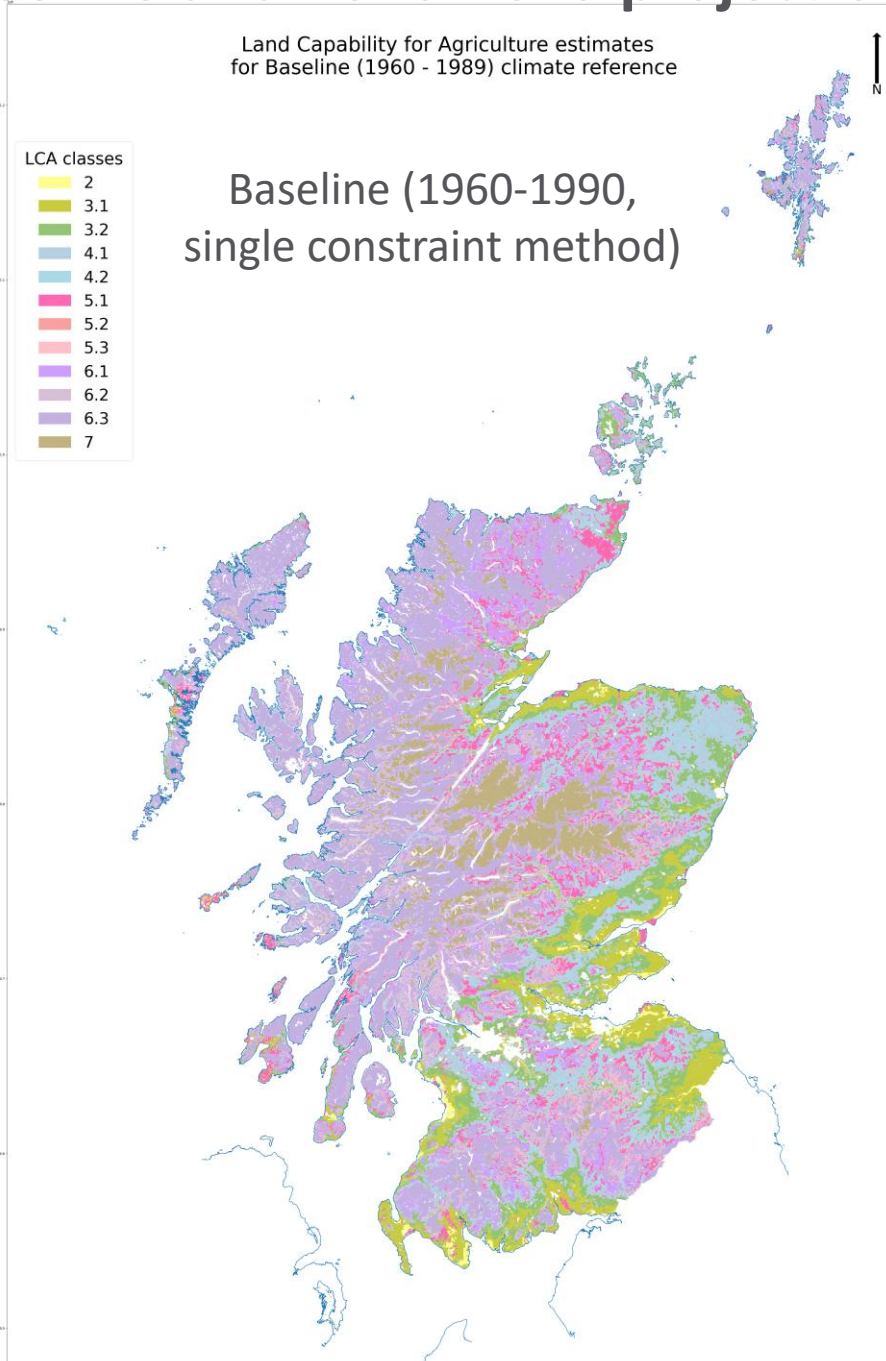 Land Capability for Agriculture estimates
for Baseline (1960 - 1989) climate reference
N
LCA classes
2
3.1
3.2
4.1
4.2
5.1
5.2
5.3
6.1
6.2
6.3
7
Baseline (1960-1990,
single constraint method)